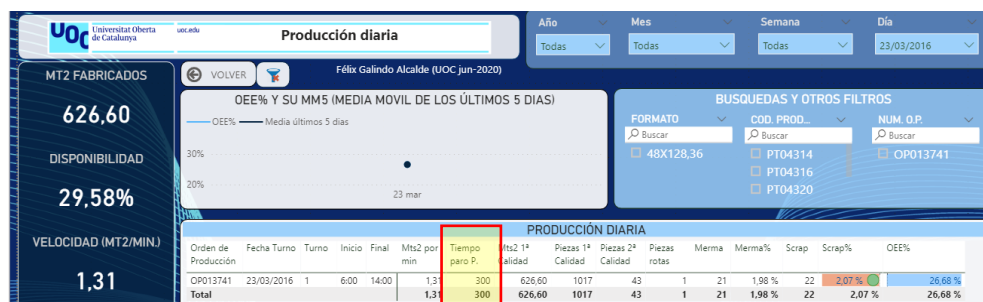 UOC Universitat Oberta de Catalunya
uoc.edu
Producción diaria
Año Mes Semana Día
Todas Todas Todas 23/03/2016
MT2 FABRICADOS
626,60
DISPONIBILIDAD
29,58%
VELOCIDAD (MT2/MIN.)
1,31
VOLVER
Félix Galindo Alcalde (UOC jun-2020)
OEE% Y SU MM5 (MEDIA MOVIL DE LOS ÚLTIMOS 5 DIAS)
OEE% Media últimos 5 dias
30%
20%
23 mar
BUSQUEDAS Y OTROS FILTROS
FORMATO COD. PROD... NUM. O.P.
Buscar Buscar Buscar
48X128,36 PT04314 OP013741
PT04316
PT04320
PRODUCCIÓN DIARIA
Orden de Fecha Turno Turno Inicio Final Mts2 por Tiempo Mts2 1ª Piezas 1ª Piezas 2ª Piezas Merma Merma% Scrap Scrap% OEE%
Producción min paro P. Calidad Calidad Calidad rotas
OP013741 23/03/2016 1 6:00 14:00 1,31 300 626,60 1017 43 1 21 1,98 % 22 2,07 % 26,68 %
Total 1,31 300 626,60 1017 43 1 21 1,98 % 22 2,07 % 26,68 %